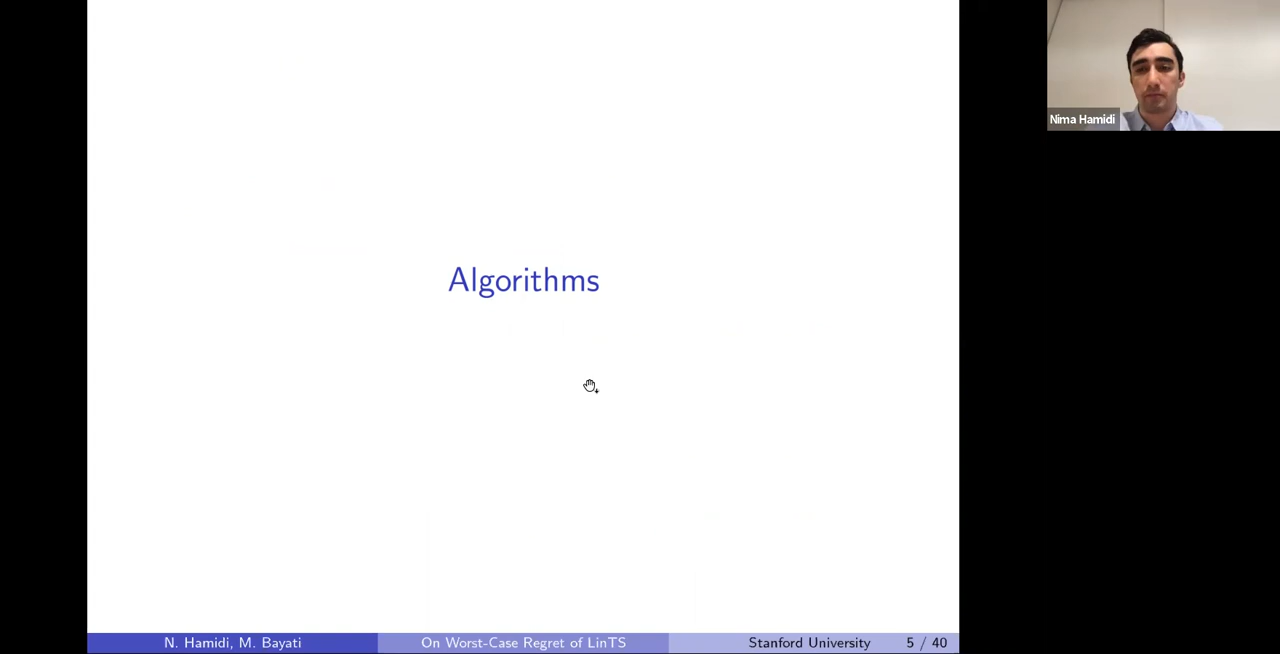 Algorithms
Nima Hamidi
N. Hamidi, M. Bayati
On Worst-Case Regret of LinTS
Stanford University
5 / 40